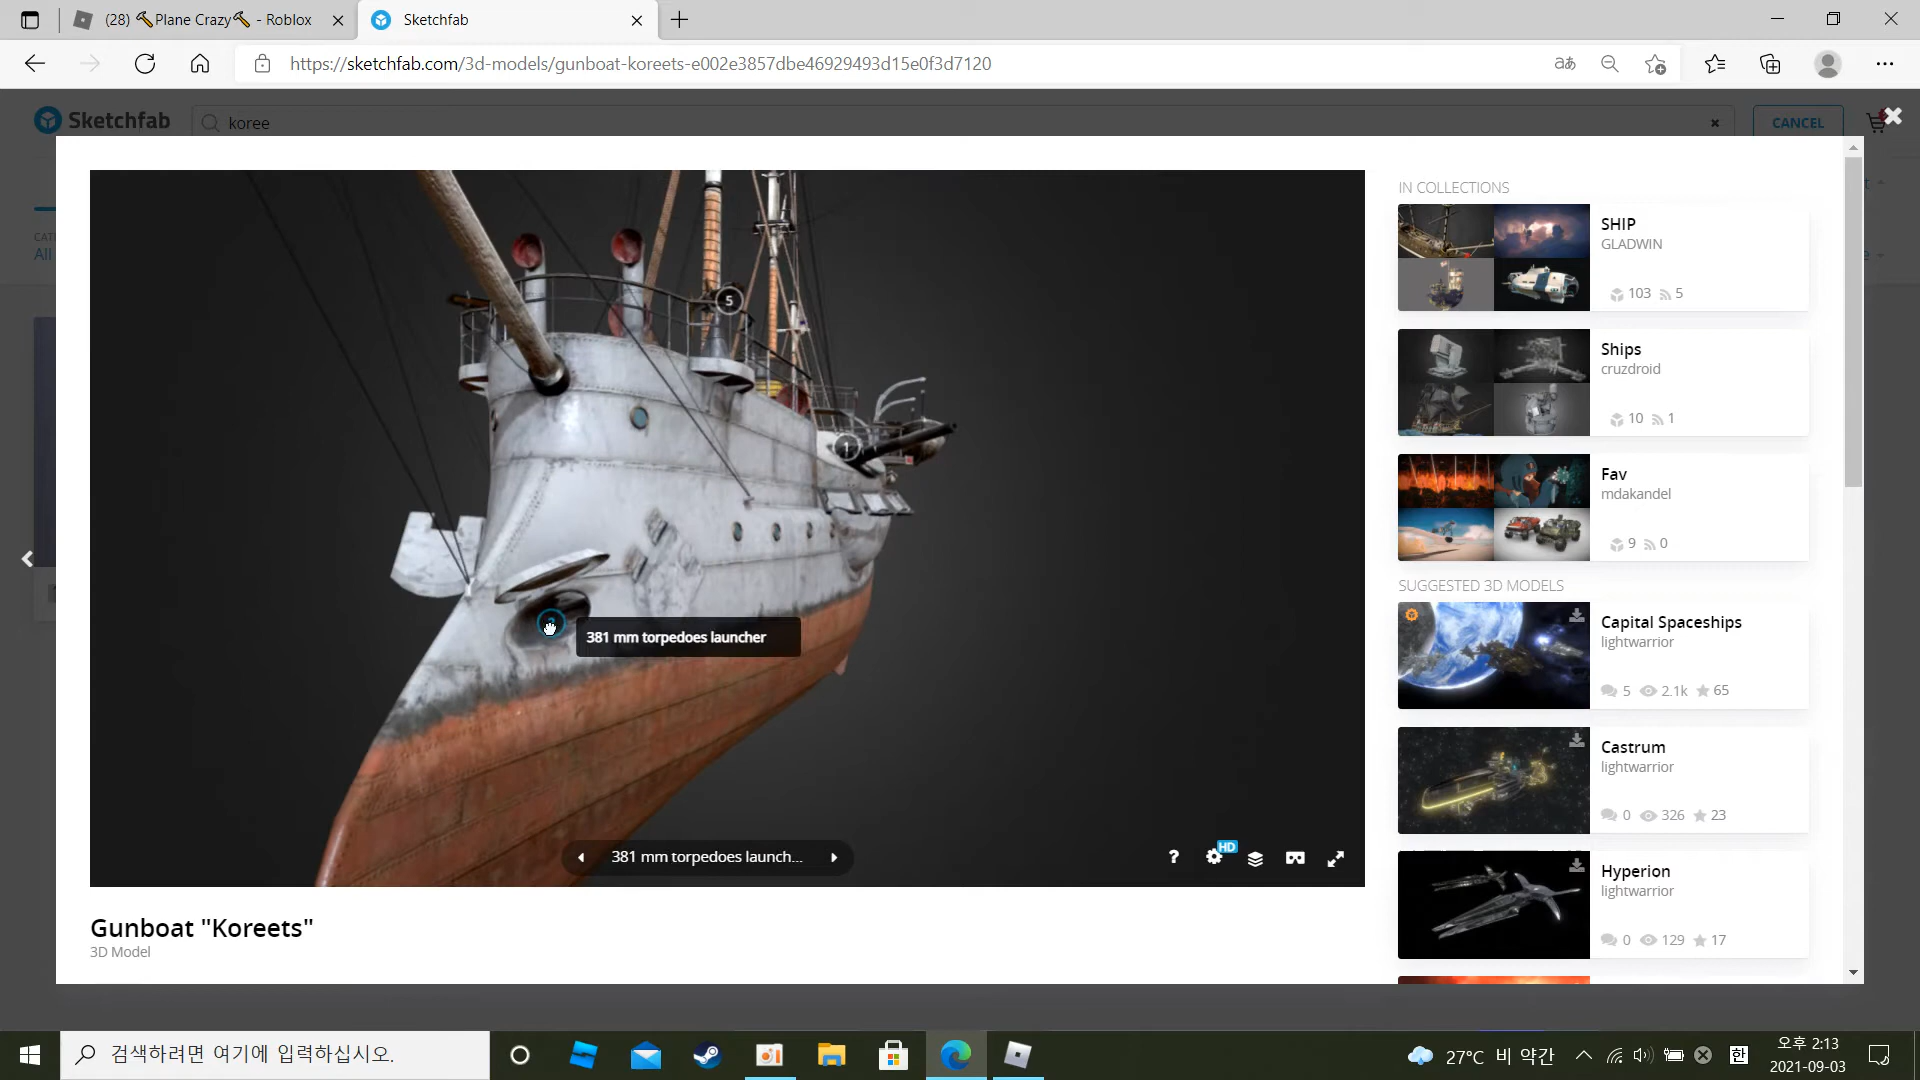 (28) 🔨Plane Crazy🔨 - Roblox
Sketchfab
https://sketchfab.com/3d-models/gunboat-koreets-e002e3857dbe46929493d15e0f3d7120
aあ
Sketchfab
koree
CANCEL
CAT
All
5
1
381 mm torpedoes launcher
381 mm torpedoes launch...
?
HD
Gunboat "Koreets"
3D Model
IN COLLECTIONS
SHIP
GLADWIN
103 5
Ships
cruzdroid
10 1
Fav
mdakandel
9 0
SUGGESTED 3D MODELS
Capital Spaceships
lightwarrior
5 2.1k 65
Castrum
lightwarrior
0 326 23
Hyperion
lightwarrior
0 129 17
검색하려면 여기에 입력하십시오.
27°C 비 약간
한
오후 2:13
2021-09-03